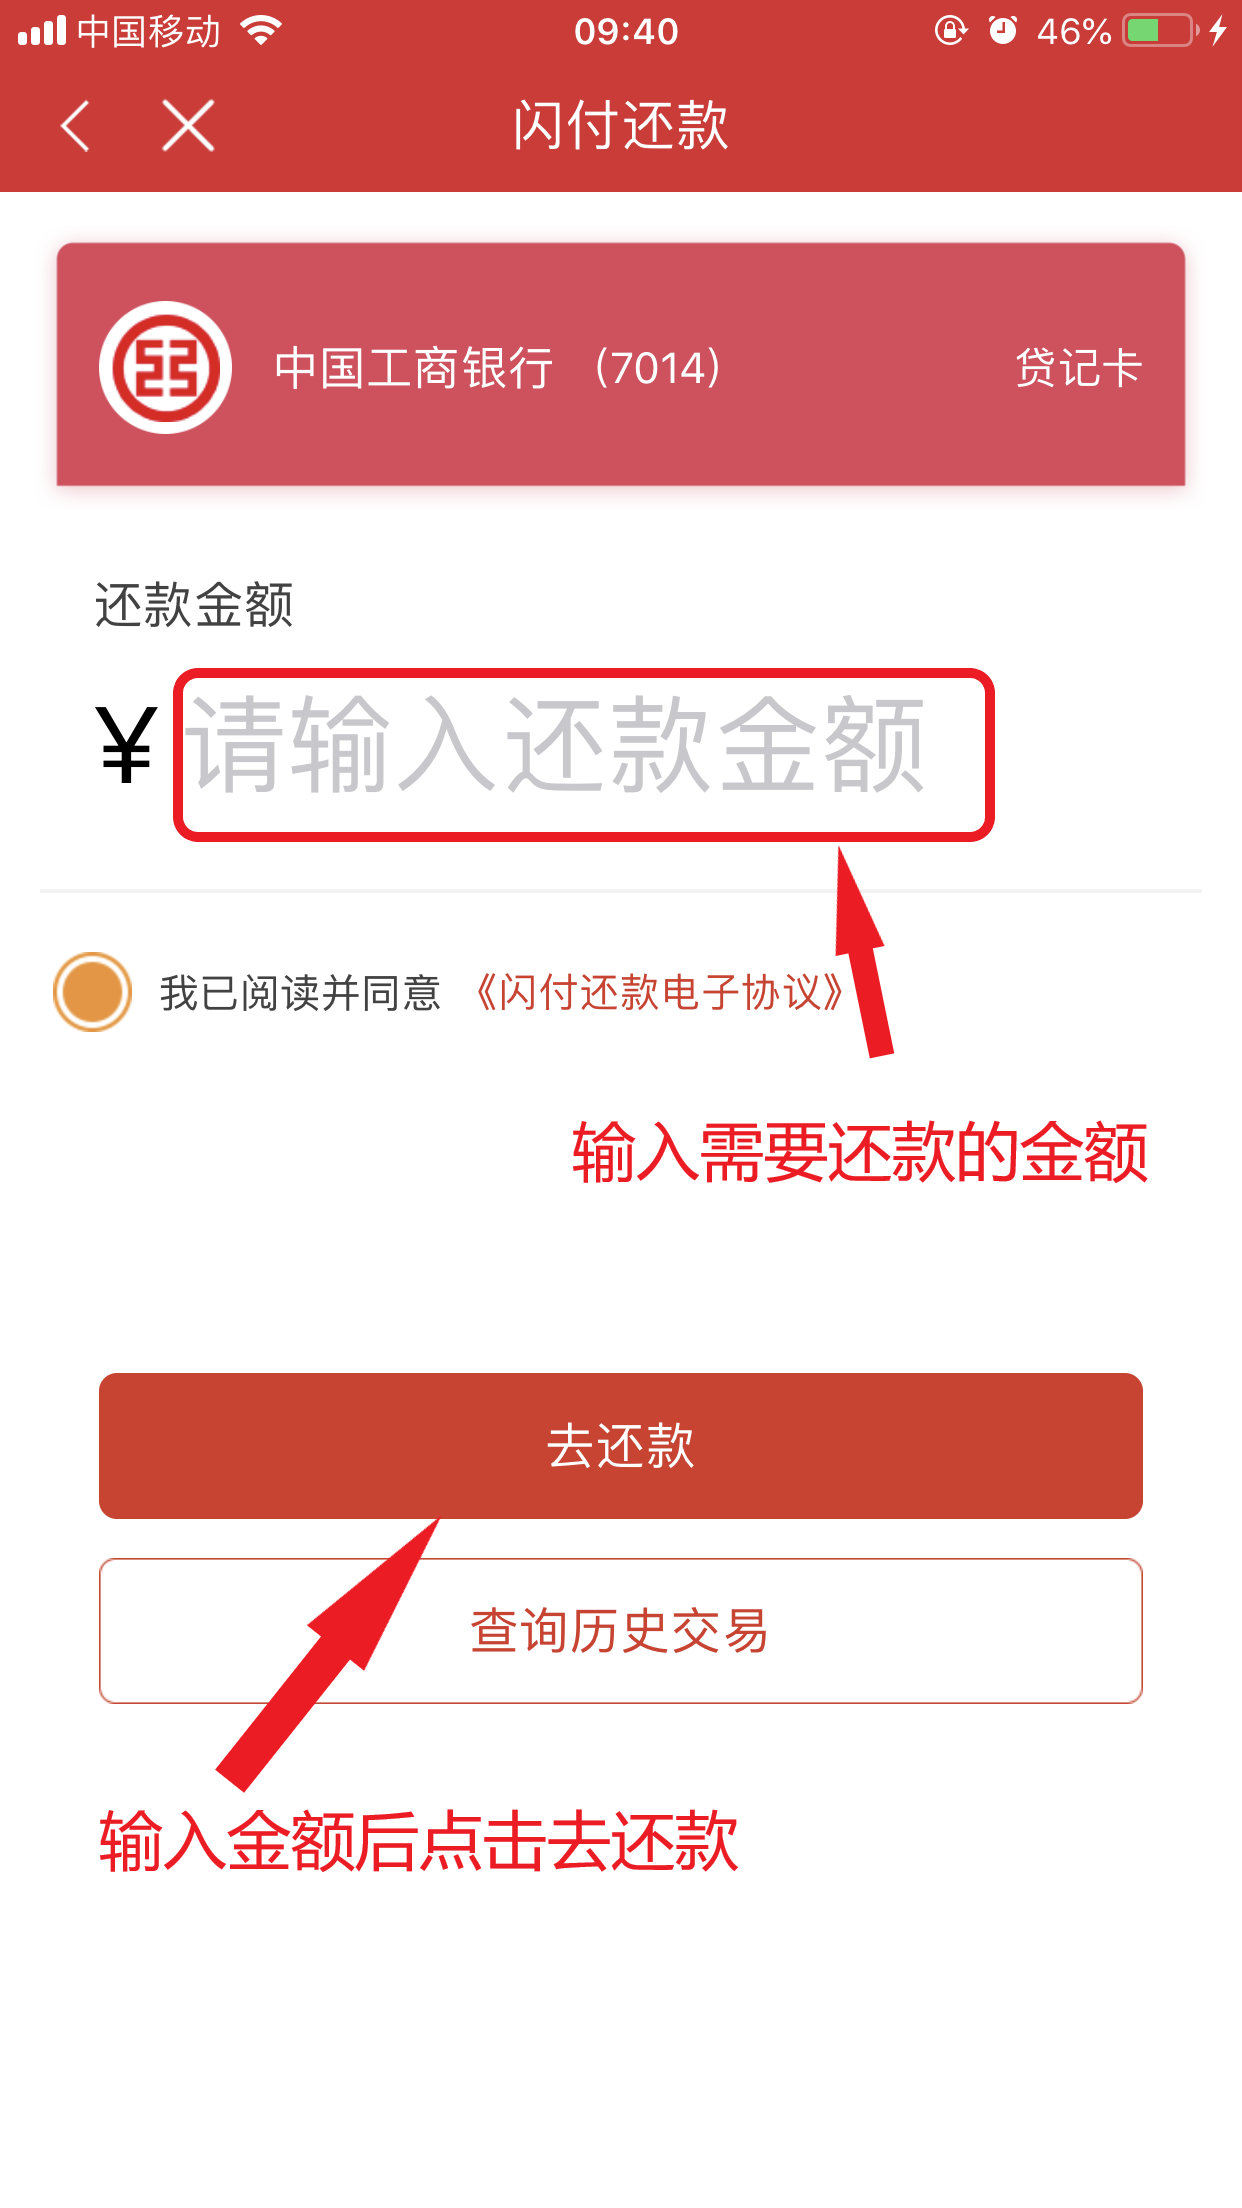 中国移动 09:40 46%
闪付还款
中国工商银行 (7014) 贷记卡
还款金额
¥ 请输入还款金额
我已阅读并同意 《闪付还款电子协议》
输入需要还款的金额
去还款
查询历史交易
输入金额后点击去还款